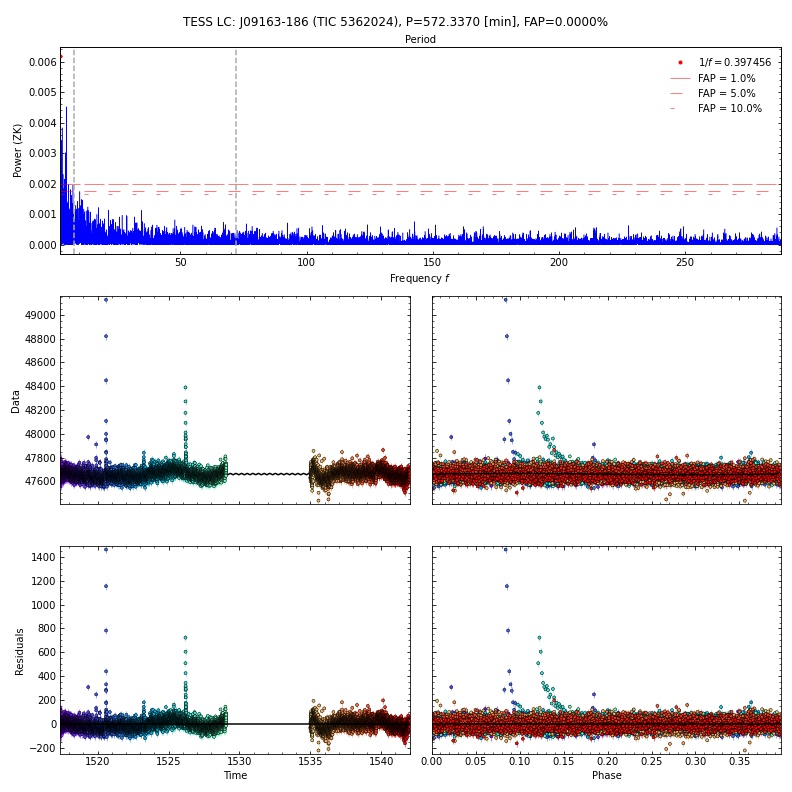 TESS LC: J09163-186 (TIC 5362024), P=572.3370 [min], FAP=0.0000%
Period
0.006
0.005
0.004
0.003
0.002
0.001
0.000
Power (ZK)
1/f = 0.397456
FAP = 1.0%
FAP = 5.0%
FAP = 10.0%
50 100 150 200 250
Frequency f
49000
48800
48600
48400
48200
48000
47800
47600
Data
1400
1200
1000
800
600
400
200
0
−200
Residuals
1520 1525 1530 1535 1540
Time
0.00 0.05 0.10 0.15 0.20 0.25 0.30 0.35
Phase